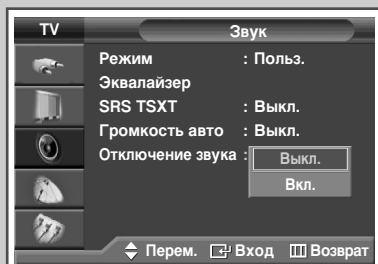 TV Звук
Режим : Польз.
Эквалайзер
SRS TSXT : Выкл.
Громкость авто : Выкл.
Отключение звука : Выкл.
Вкл.
Перем. Вход Возврат